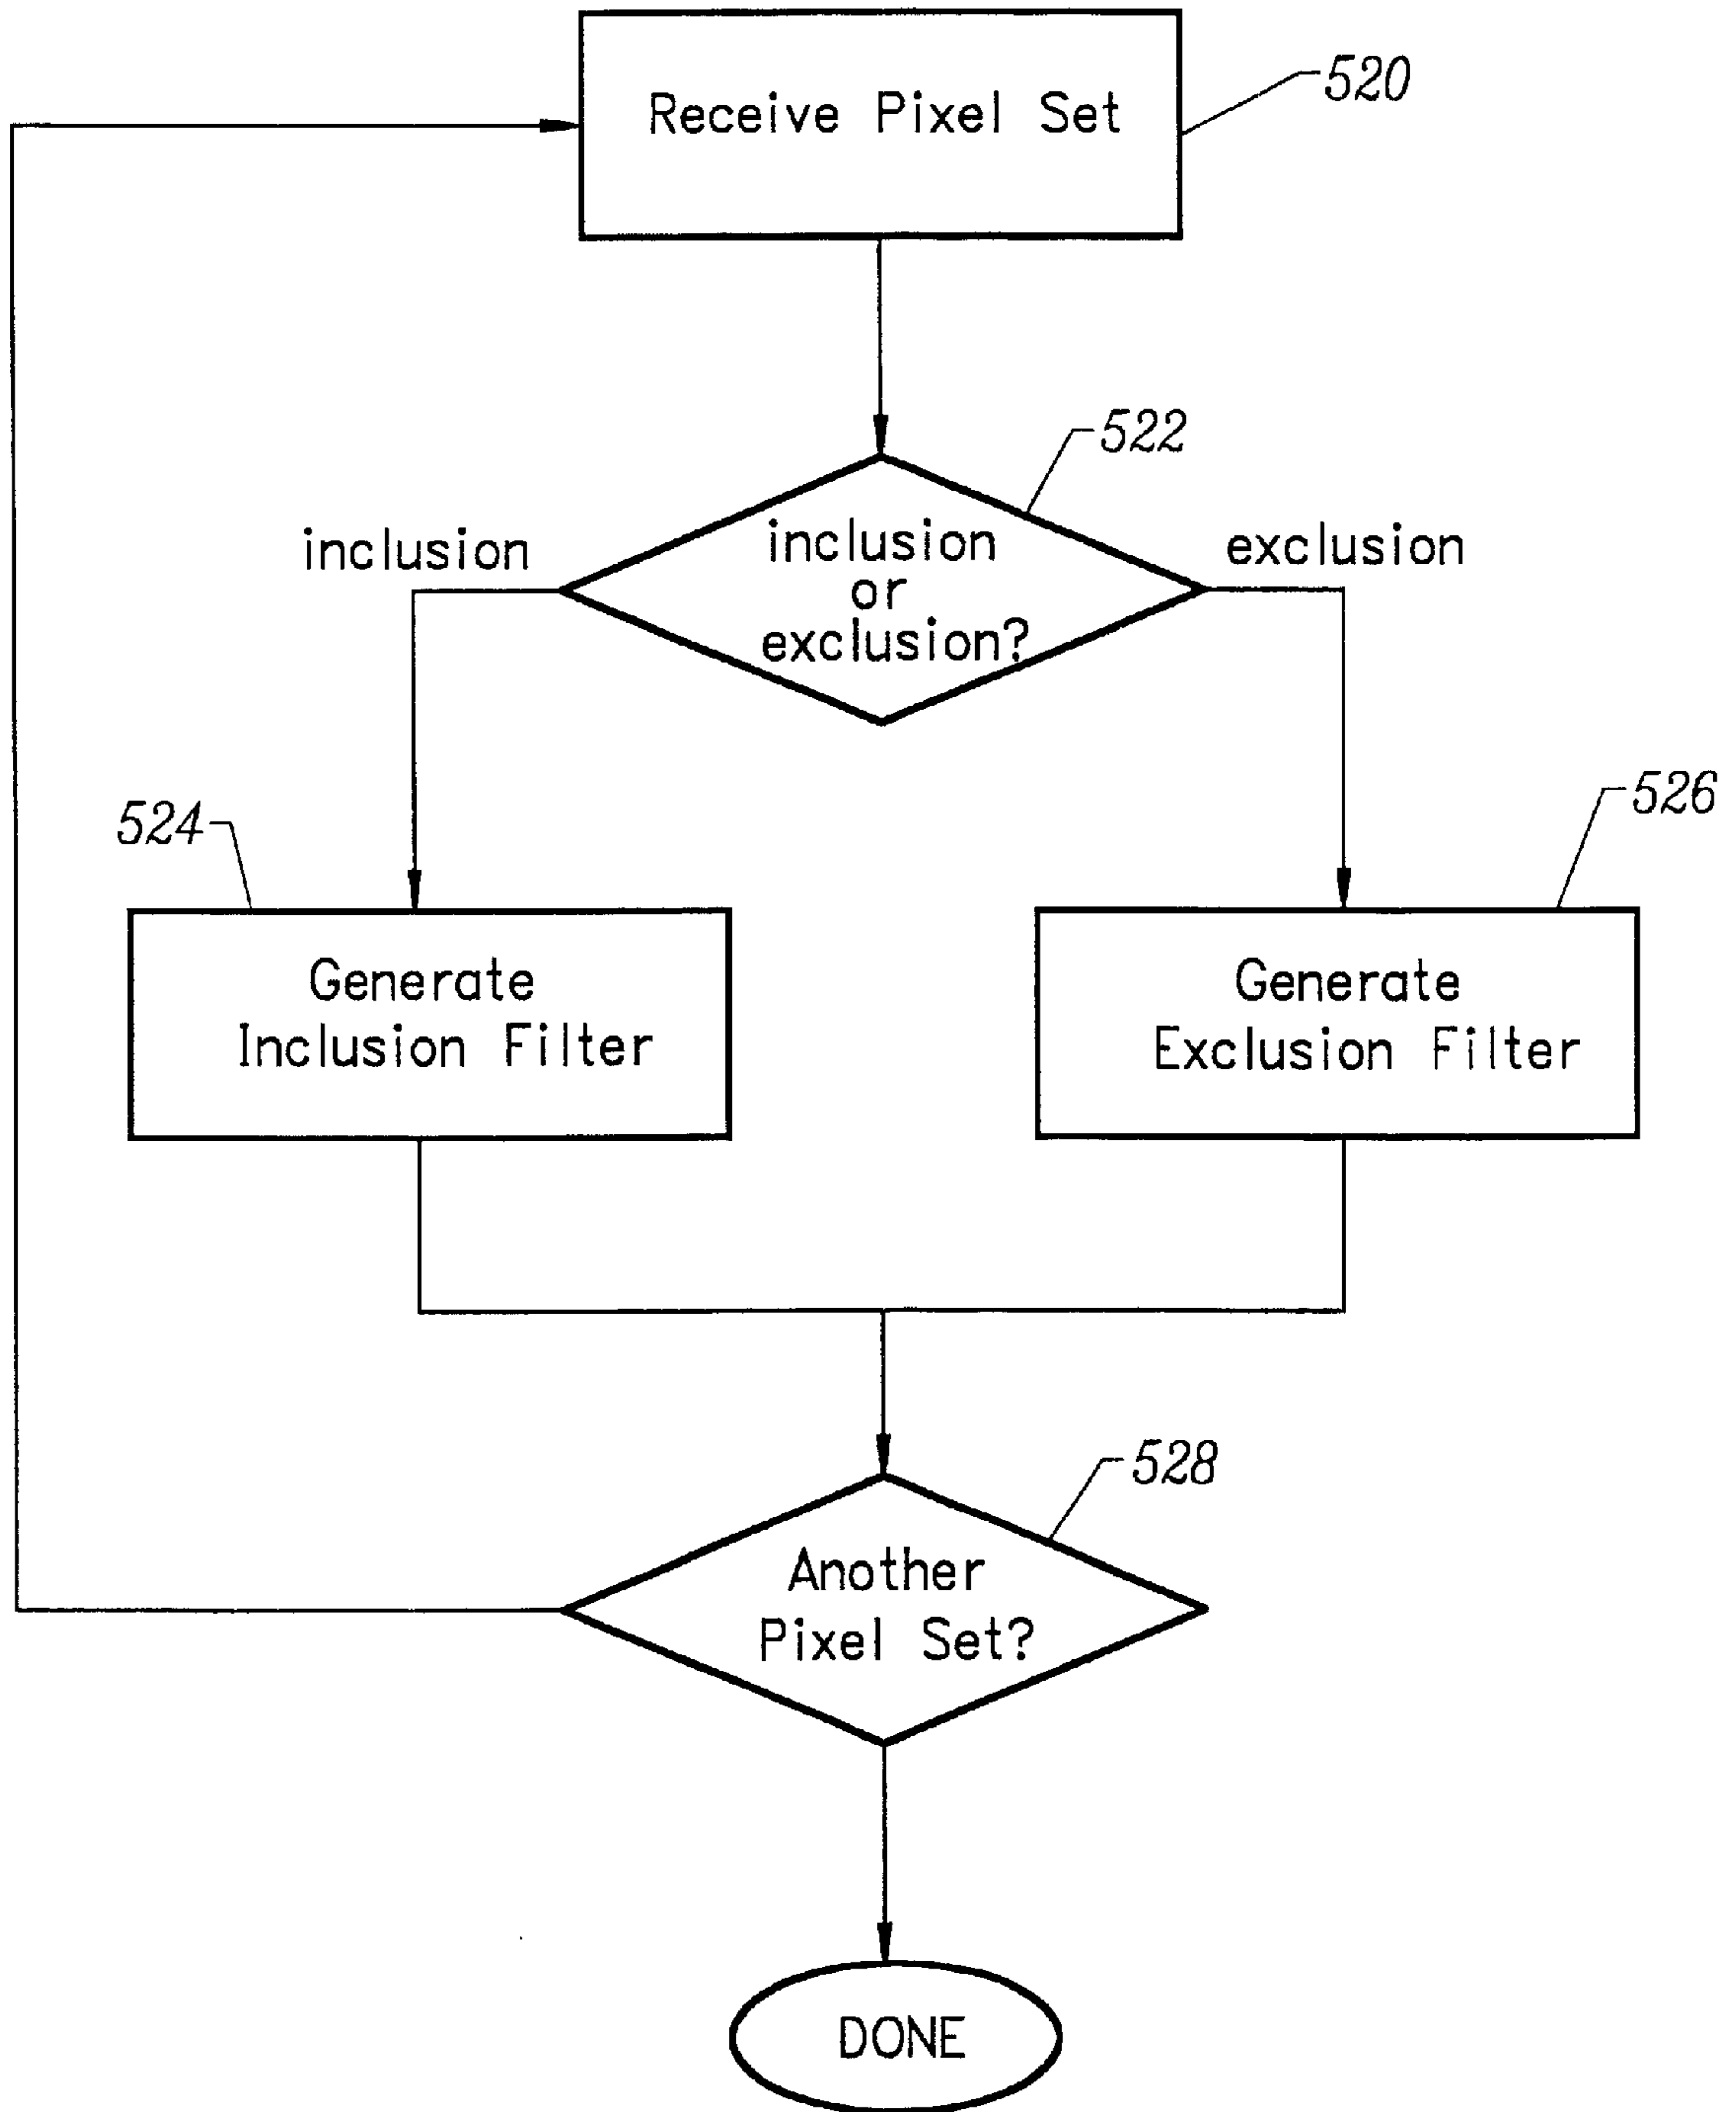 Receive Pixel Set
520
522
inclusion
inclusion
or
exclusion?
exclusion
524
526
Generate
Inclusion Filter
Generate
Exclusion Filter
528
Another
Pixel Set?
DONE